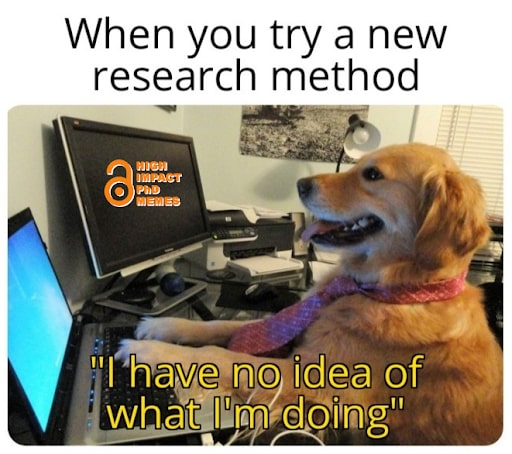 When you try a new
research method
HIGH
IMPACT
PhD
MEMES
"I have no idea of
what I'm doing"